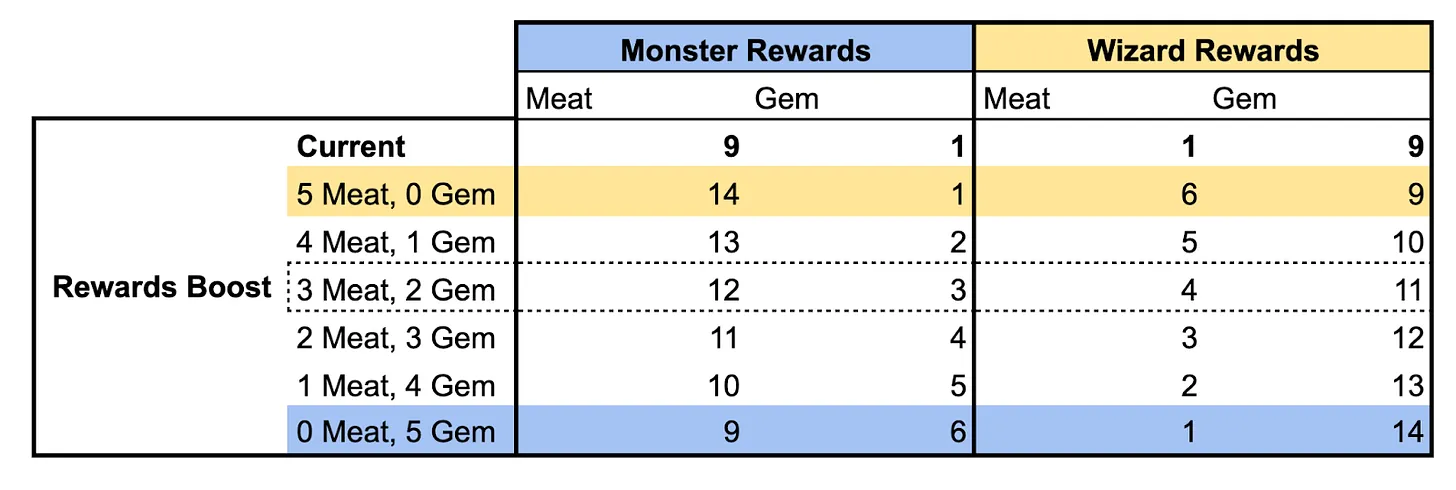 Monster Rewards Wizard Rewards
Meat Gem Meat Gem
Current 9 1 1 9
5 Meat, 0 Gem 14 1 6 9
4 Meat, 1 Gem 13 2 5 10
Rewards Boost 3 Meat, 2 Gem 12 3 4 11
2 Meat, 3 Gem 11 4 3 12
1 Meat, 4 Gem 10 5 2 13
0 Meat, 5 Gem 9 6 1 14